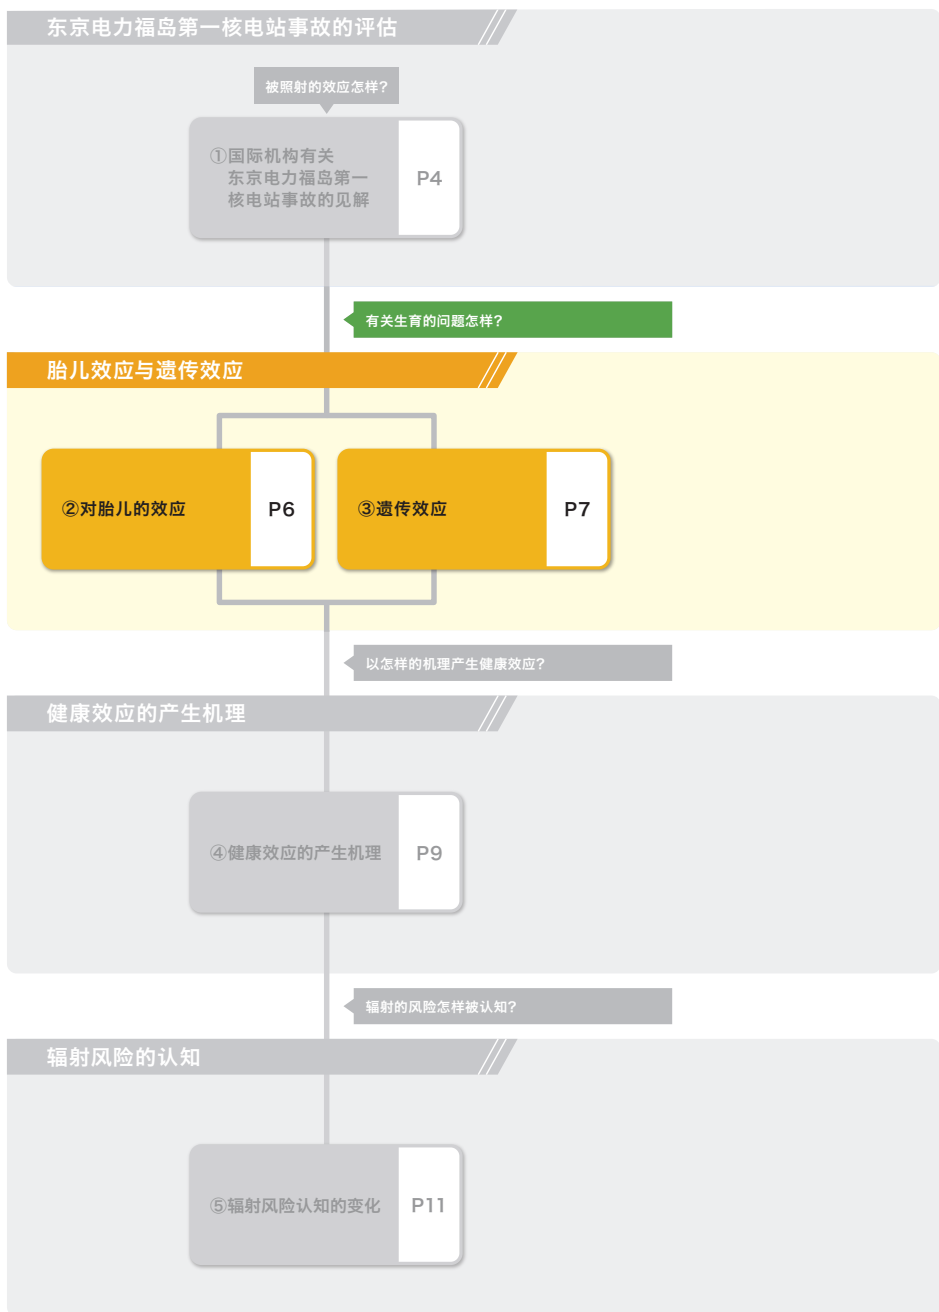 东京电力福岛第一核电站事故的评估
被照射的效应怎样?
①国际机构有关
东京电力福岛第一
核电站事故的见解
P4
有关生育的问题怎样?
胎儿效应与遗传效应
②对胎儿的效应
P6
③遗传效应
P7
以怎样的机理产生健康效应?
健康效应的产生机理
④健康效应的产生机理
P9
辐射的风险怎样被认知?
辐射风险的认知
⑤辐射风险认知的变化
P11